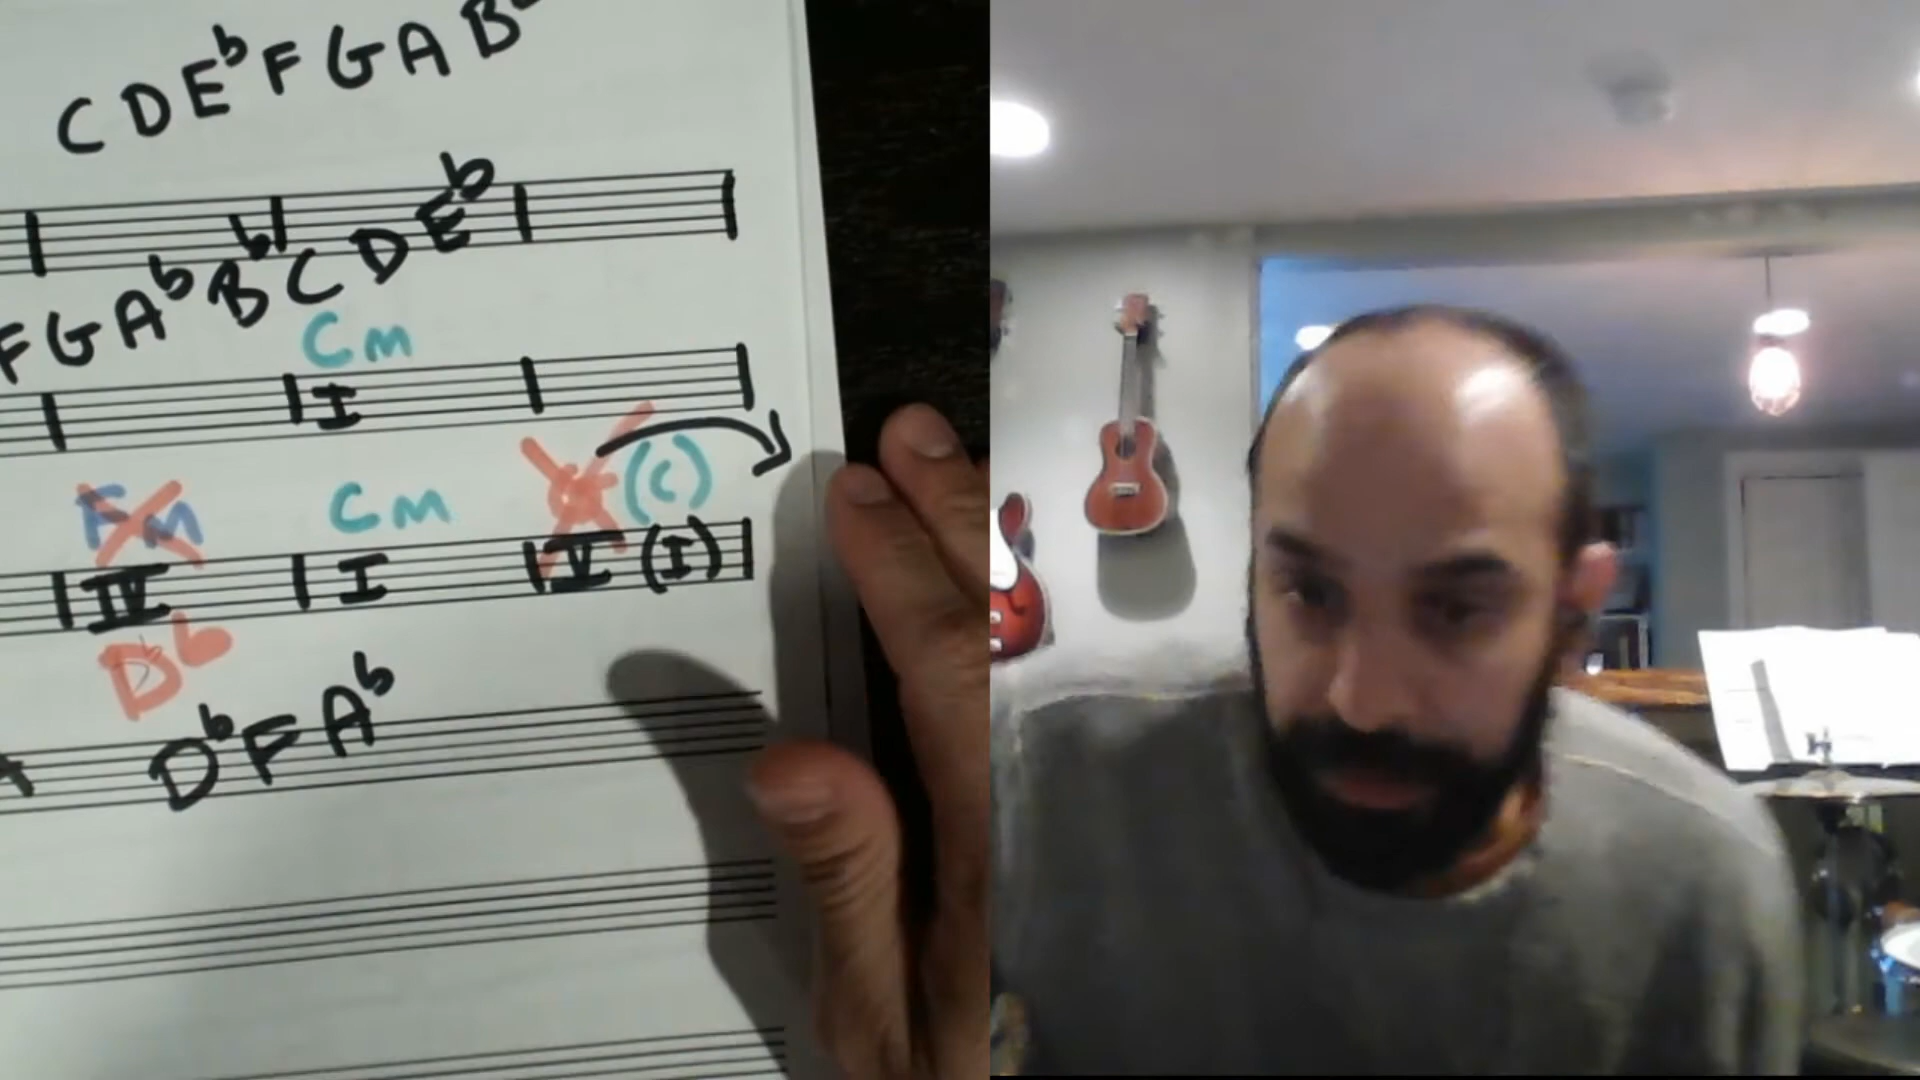 C D E♭ F G A B♭
F G A♭ B♭ C D E♭
Cm
I
Fm Cm (C)
IV I V (I)
D♭
D♭ F A♭